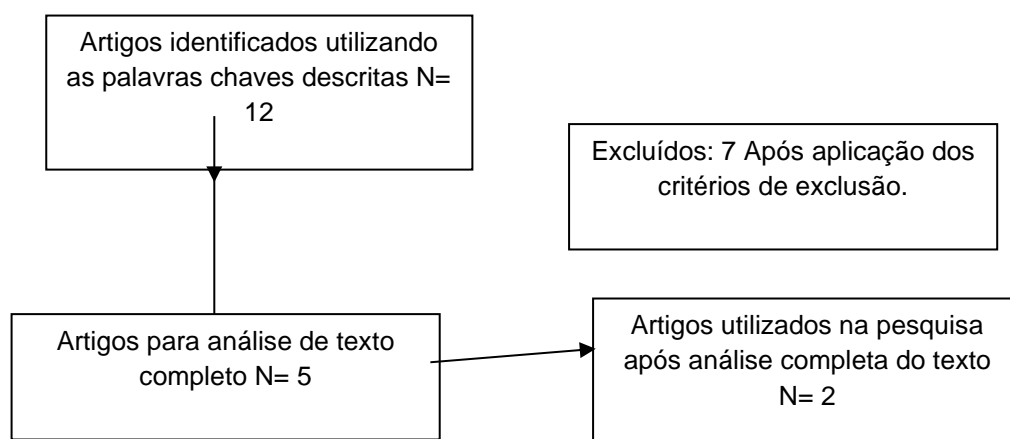 Artigos identificados utilizando
as palavras chaves descritas N=
12
Excluídos: 7 Após aplicação dos
critérios de exclusão.
Artigos para análise de texto
completo N= 5
Artigos utilizados na pesquisa
após análise completa do texto
N= 2